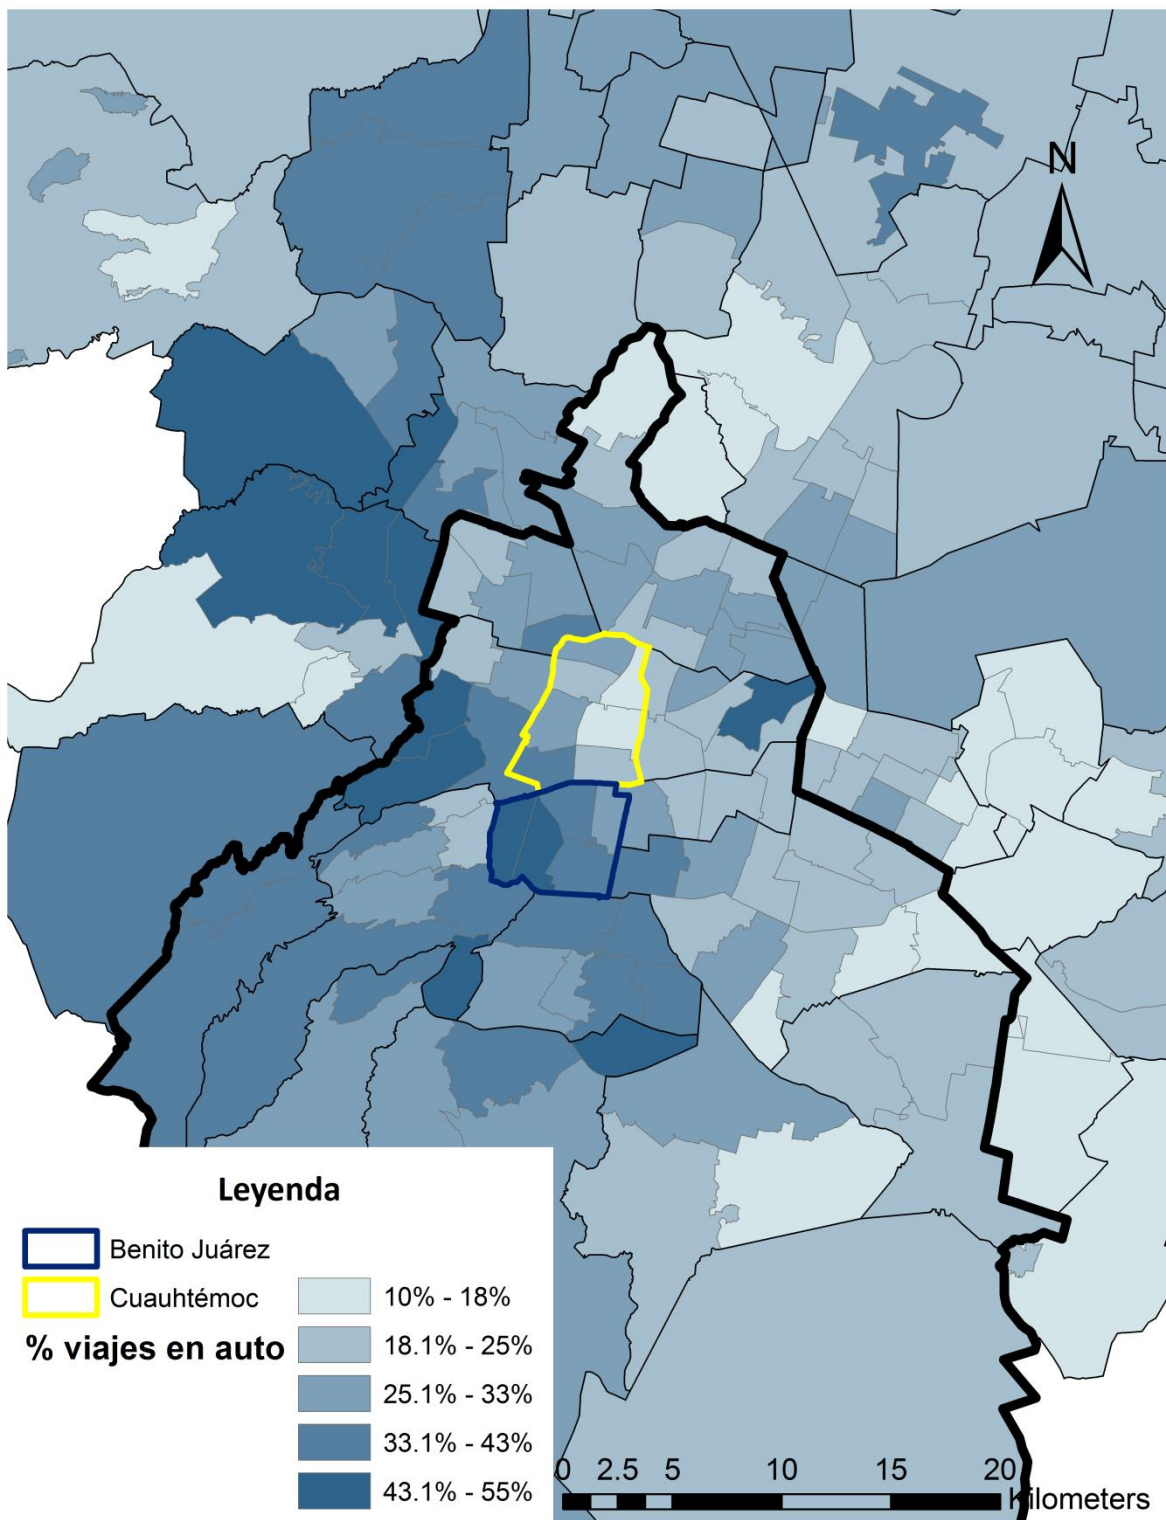 N
Leyenda
Benito Juárez
Cuauhtémoc
% viajes en auto
10% - 18%
18.1% - 25%
25.1% - 33%
33.1% - 43%
43.1% - 55%
0 2.5 5 10 15 20
Kilometers